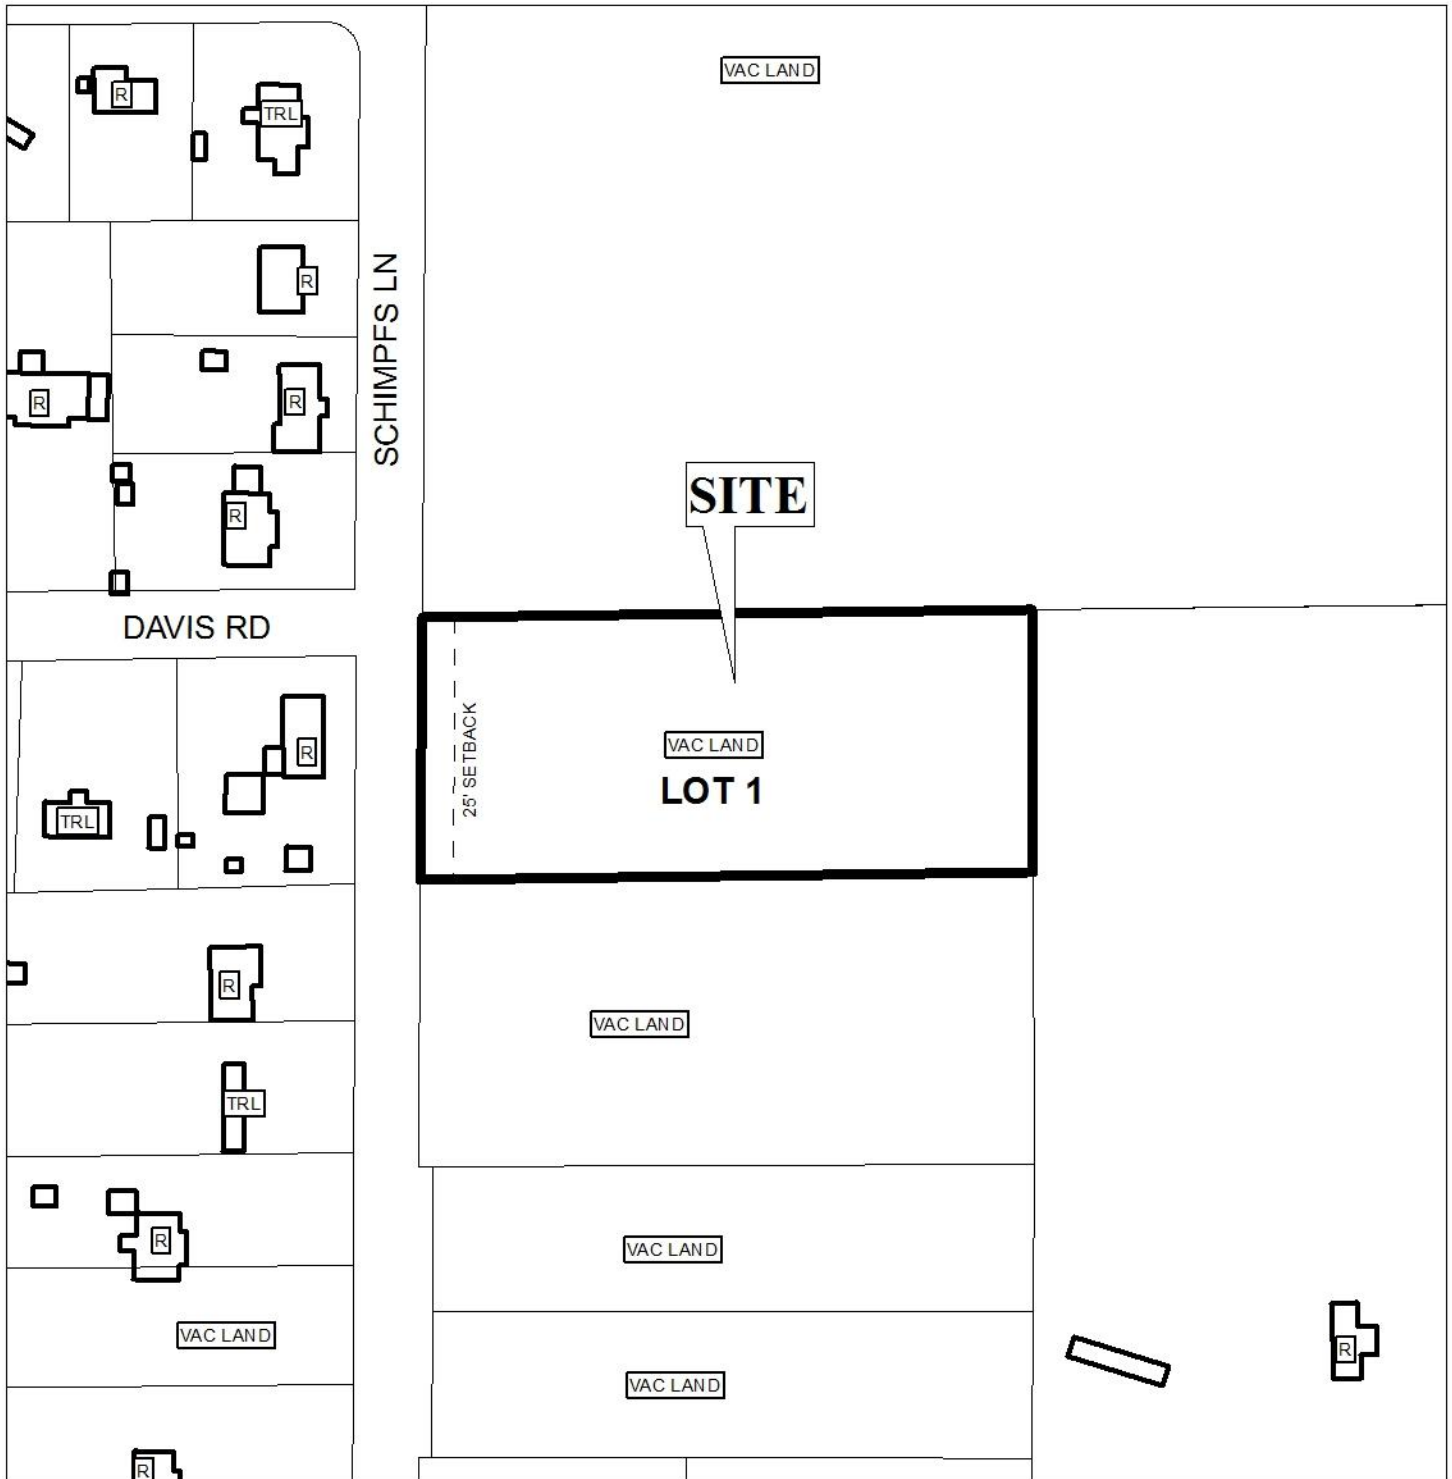 VAC LAND
R
TRL
R
SCHIMPFS LN
R
R
R
SITE
DAVIS RD
25' SETBACK
VAC LAND
LOT 1
R
TRL
R
VAC LAND
TRL
R
VAC LAND
VAC LAND
R
VAC LAND
R